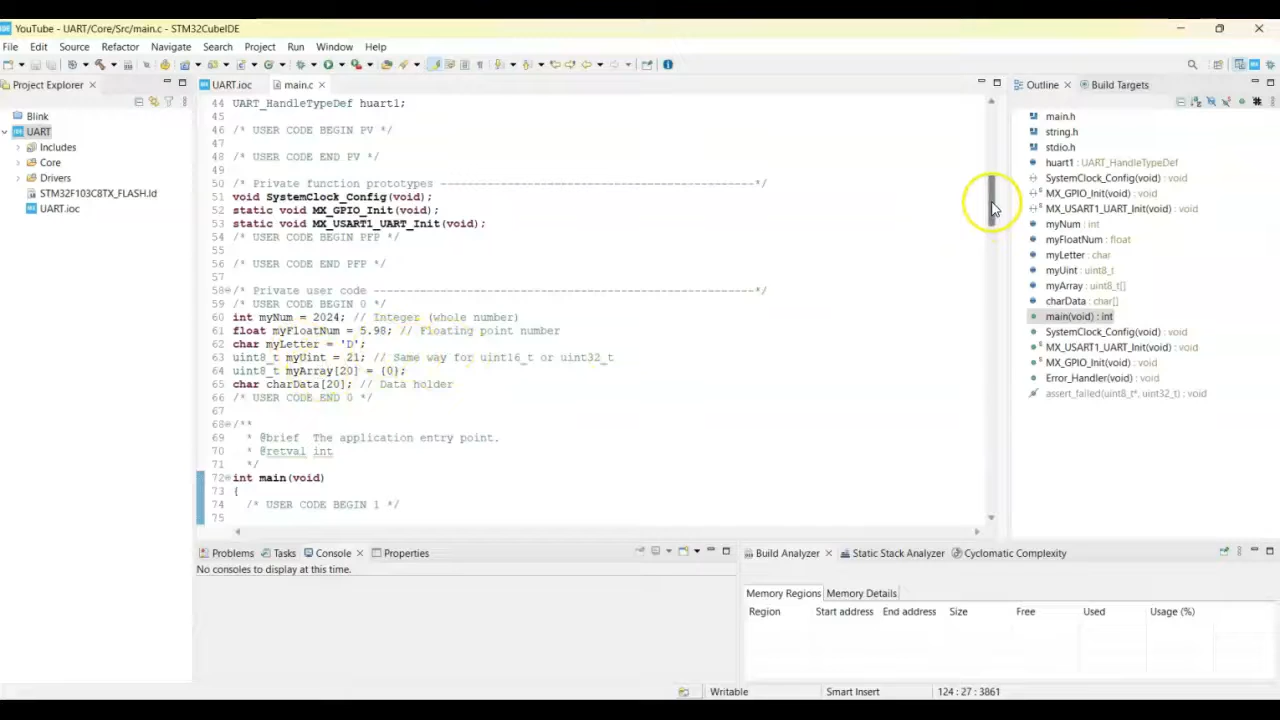 YouTube - UART/Core/Src/main.c - STM32CubeIDE
File Edit Source Refactor Navigate Search Project Run Window Help
Project Explorer
Blink
UART
Includes
Core
Drivers
STM32F103C8TX_FLASH.ld
UART.ioc
UART.ioc main.c
44 UART_HandleTypeDef huart1;
45
46 /* USER CODE BEGIN PV */
47
48 /* USER CODE END PV */
49
50 /* Private function prototypes -----------------------------------------------*/
51 void SystemClock_Config(void);
52 static void MX_GPIO_Init(void);
53 static void MX_USART1_UART_Init(void);
54 /* USER CODE BEGIN PFP */
55
56 /* USER CODE END PFP */
57
58 /* Private user code ---------------------------------------------------------*/
59 /* USER CODE BEGIN 0 */
60 int myNum = 2024; // Integer (whole number)
61 float myFloatNum = 5.98; // Floating point number
62 char myLetter = 'D';
63 uint8_t myUint = 21; // Same way for uint16_t or uint32_t
64 uint8_t myArray[20] = {0};
65 char charData[20]; // Data holder
66 /* USER CODE END 0 */
67
68 /**
69 * @brief The application entry point.
70 * @retval int
71 */
72 int main(void)
73 {
74 /* USER CODE BEGIN 1 */
75
Outline Build Targets
main.h
string.h
stdio.h
huart1 : UART_HandleTypeDef
SystemClock_Config(void) : void
MX_GPIO_Init(void) : void
MX_USART1_UART_Init(void) : void
myNum : int
myFloatNum : float
myLetter : char
myUint : uint8_t
myArray : uint8_t[]
charData : char[]
main(void) : int
SystemClock_Config(void) : void
MX_USART1_UART_Init(void) : void
MX_GPIO_Init(void) : void
Error_Handler(void) : void
assert_failed(uint8_t*, uint32_t) : void
Problems Tasks Console Properties
No consoles to display at this time.
Build Analyzer Static Stack Analyzer Cyclomatic Complexity
Memory Regions Memory Details
Region Start address End address Size Free Used Usage (%)
Writable Smart Insert 124 : 27 : 3861